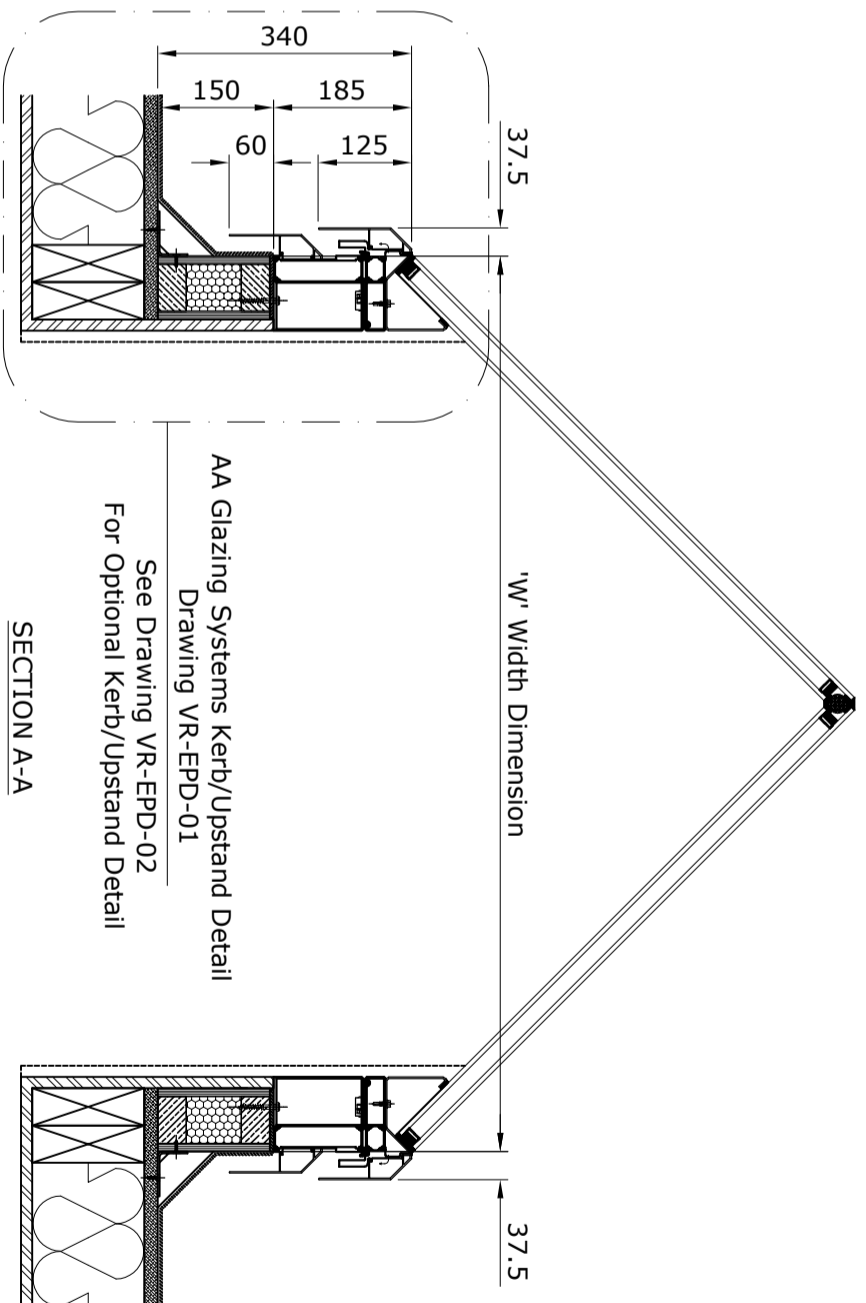 340
150
185
60
125
37.5
37.5
'W' Width Dimension
AA Glazing Systems Kerb/Upstand Detail
Drawing VR-EPD-01
See Drawing VR-EPD-02
For Optional Kerb/Upstand Detail
SECTION A-A